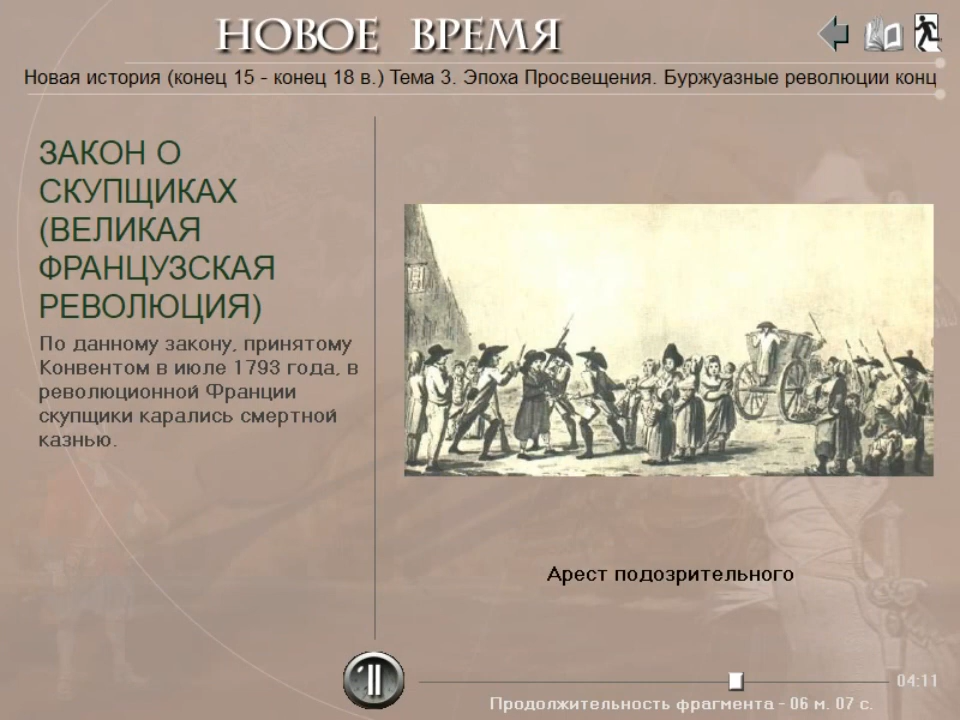 НОВОЕ ВРЕМЯ
Новая история (конец 15 - конец 18 в.) Тема 3. Эпоха Просвещения. Буржуазные революции конц
ЗАКОН О
СКУПЩИКАХ
(ВЕЛИКАЯ
ФРАНЦУЗСКАЯ
РЕВОЛЮЦИЯ)
По данному закону, принятому
Конвентом в июле 1793 года, в
революционной Франции
скупщики карались смертной
казнью.
Арест подозрительного
04:11
Продолжительность фрагмента - 06 м. 07 с.